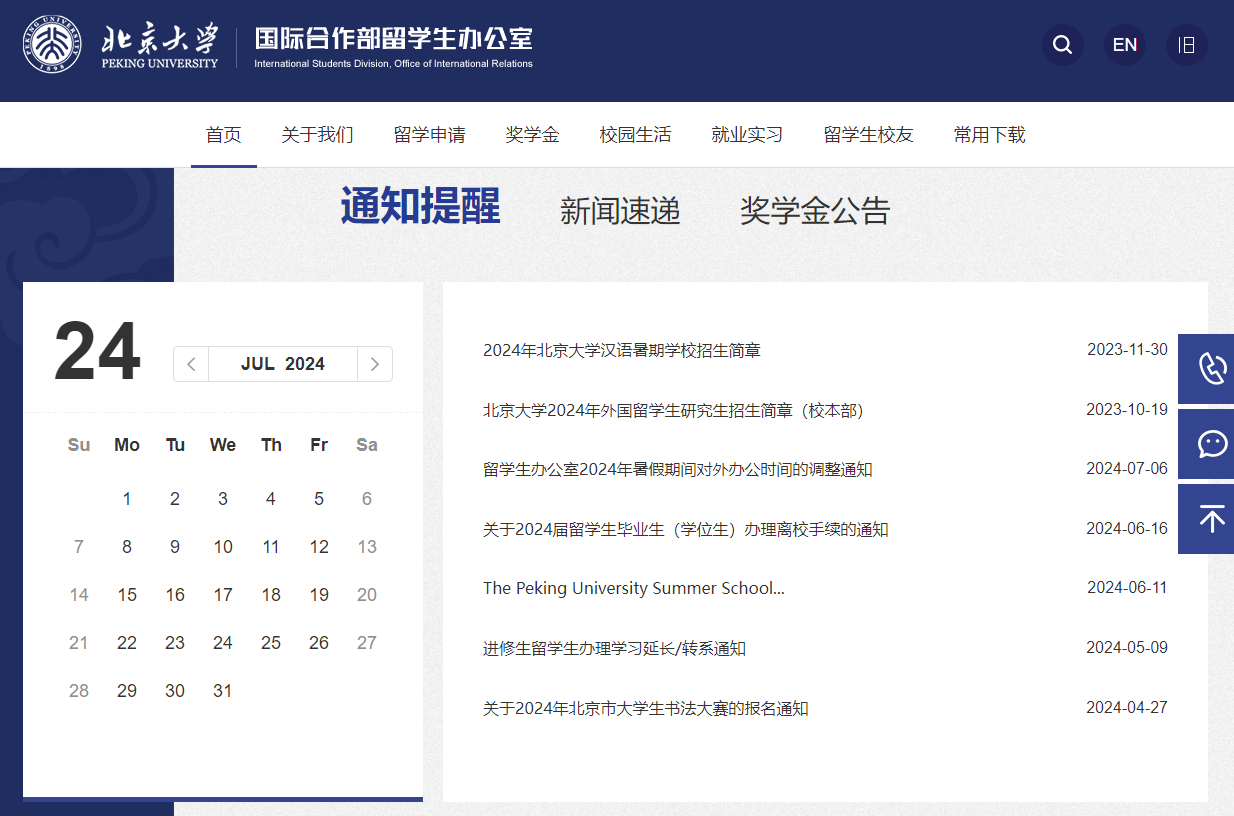 北京大学
PEKING UNIVERSITY
国际合作部留学生办公室
International Students Division, Office of International Relations
EN
旧
首页 关于我们 留学申请 奖学金 校园生活 就业实习 留学生校友 常用下载
通知提醒 新闻速递 奖学金公告
24
JUL 2024
Su Mo Tu We Th Fr Sa
1 2 3 4 5 6
7 8 9 10 11 12 13
14 15 16 17 18 19 20
21 22 23 24 25 26 27
28 29 30 31
2024年北京大学汉语暑期学校招生简章 2023-11-30
北京大学2024年外国留学生研究生招生简章（校本部） 2023-10-19
留学生办公室2024年暑假期间对外办公时间的调整通知 2024-07-06
关于2024届留学生毕业生（学位生）办理离校手续的通知 2024-06-16
The Peking University Summer School... 2024-06-11
进修生留学生办理学习延长/转系通知 2024-05-09
关于2024年北京市大学生书法大赛的报名通知 2024-04-27